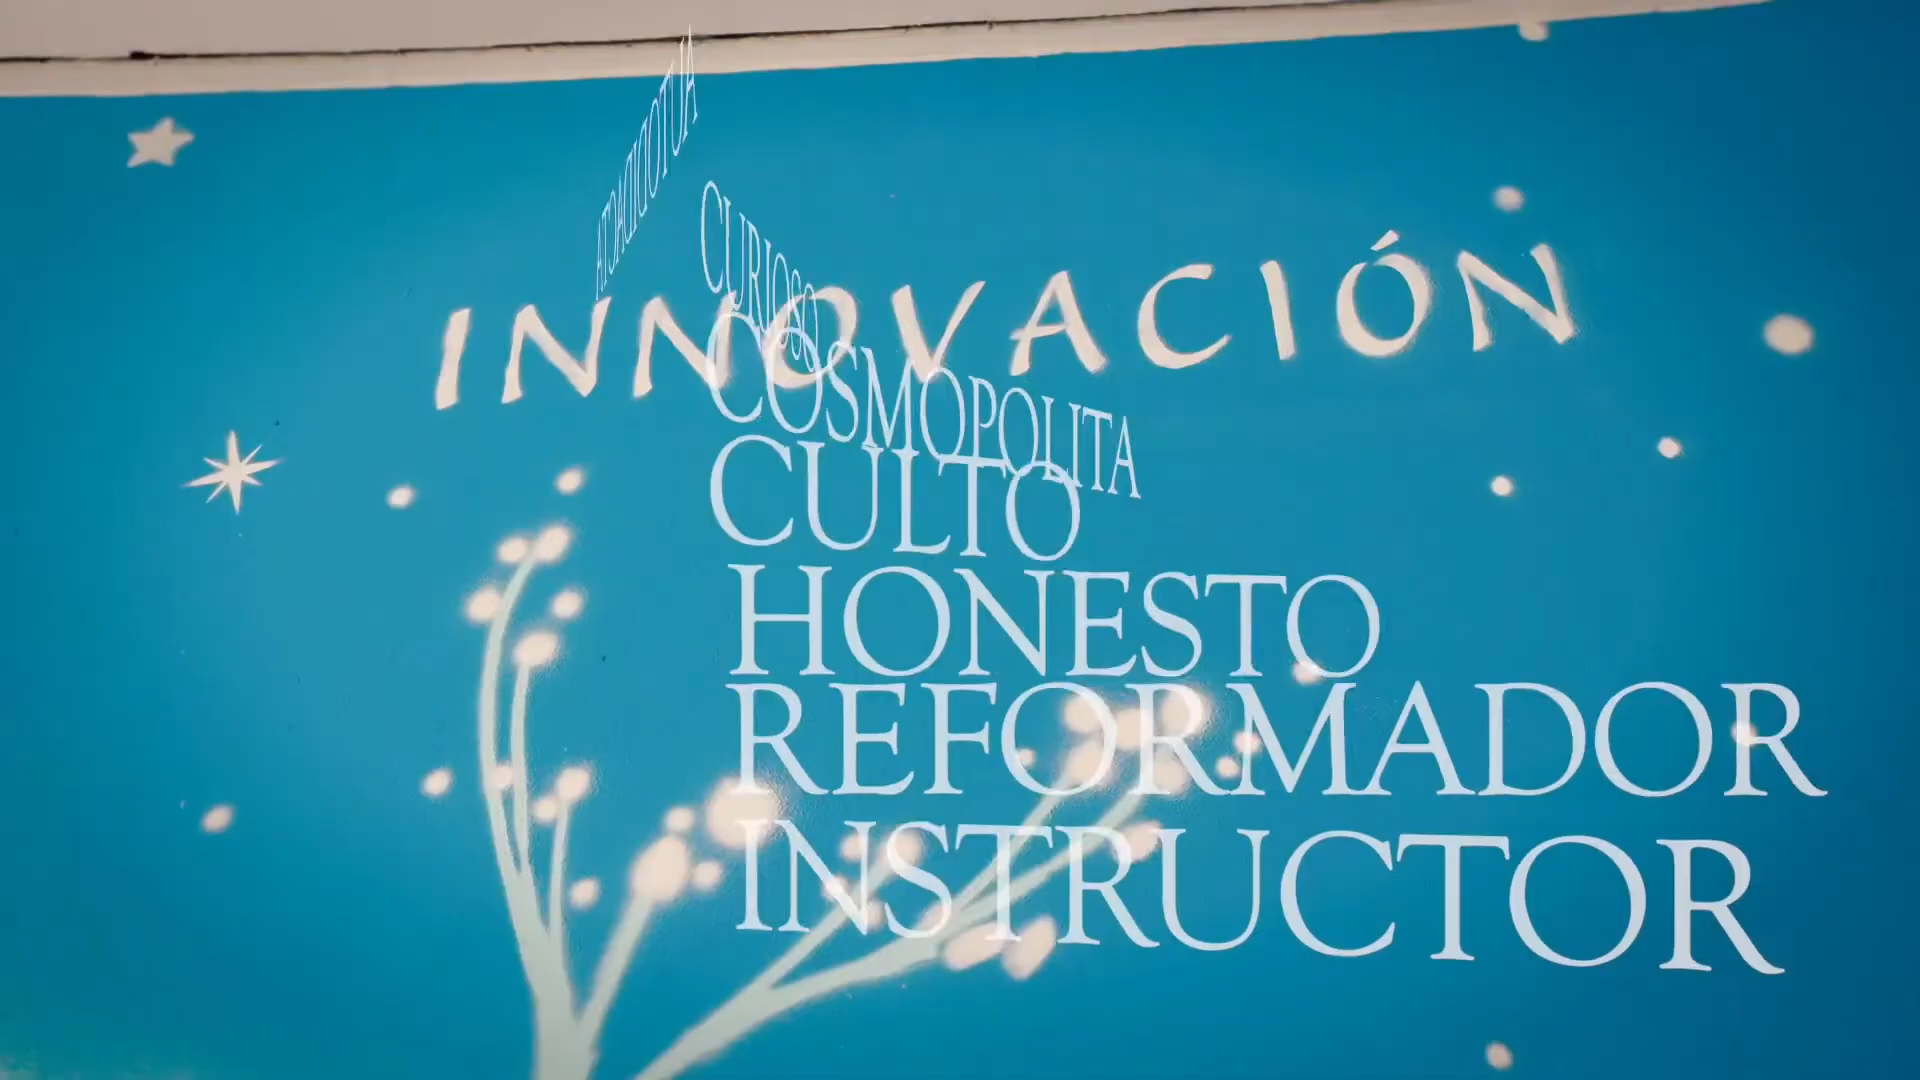 AUTODIDACTA
CURIOSO
INNOVACIÓN
COSMOPOLITA
CULTO
HONESTO
REFORMADOR
INSTRUCTOR